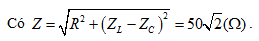 Có Z = √(R² + (Z_L − Z_C)²) = 50√2(Ω).